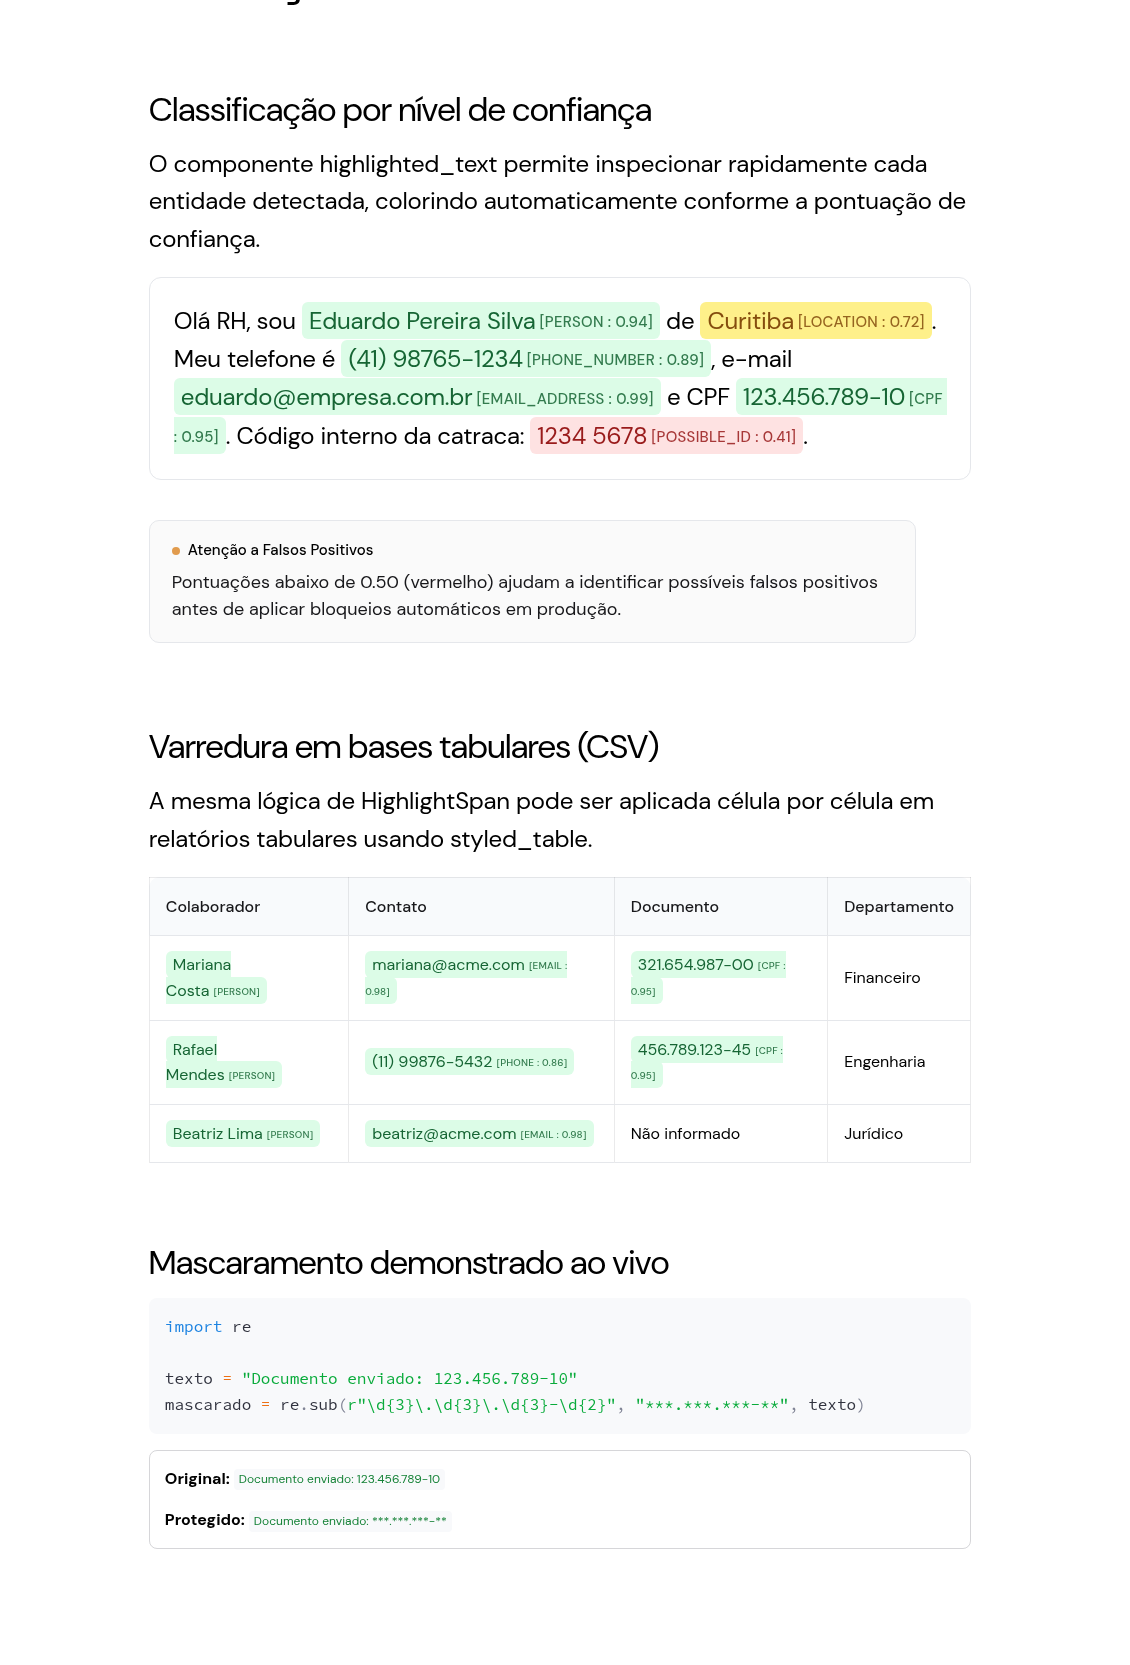 Classificação por nível de confiança
O componente highlighted_text permite inspecionar rapidamente cada
entidade detectada, colorindo automaticamente conforme a pontuação de
confiança.
Olá RH, sou Eduardo Pereira Silva [PERSON : 0.94] de Curitiba [LOCATION : 0.72].
Meu telefone é (41) 98765-1234 [PHONE_NUMBER : 0.89], e-mail
eduardo@empresa.com.br [EMAIL_ADDRESS : 0.99] e CPF 123.456.789-10 [CPF
: 0.95]. Código interno da catraca: 1234 5678 [POSSIBLE_ID : 0.41].
Atenção a Falsos Positivos
Pontuações abaixo de 0.50 (vermelho) ajudam a identificar possíveis falsos positivos
antes de aplicar bloqueios automáticos em produção.
Varredura em bases tabulares (CSV)
A mesma lógica de HighlightSpan pode ser aplicada célula por célula em
relatórios tabulares usando styled_table.
Colaborador Contato Documento Departamento
Mariana
Costa [PERSON]
mariana@acme.com [EMAIL :
0.98]
321.654.987-00 [CPF :
0.95]
Financeiro
Rafael
Mendes [PERSON]
(11) 99876-5432 [PHONE : 0.86]
456.789.123-45 [CPF :
0.95]
Engenharia
Beatriz Lima [PERSON] beatriz@acme.com [EMAIL : 0.98] Não informado Jurídico
Mascaramento demonstrado ao vivo
import re
texto = "Documento enviado: 123.456.789-10"
mascarado = re.sub(r"\d{3}\.\d{3}\.\d{3}-\d{2}", "***.***.***-**", texto)
Original: Documento enviado: 123.456.789-10
Protegido: Documento enviado: ***.***.***-**